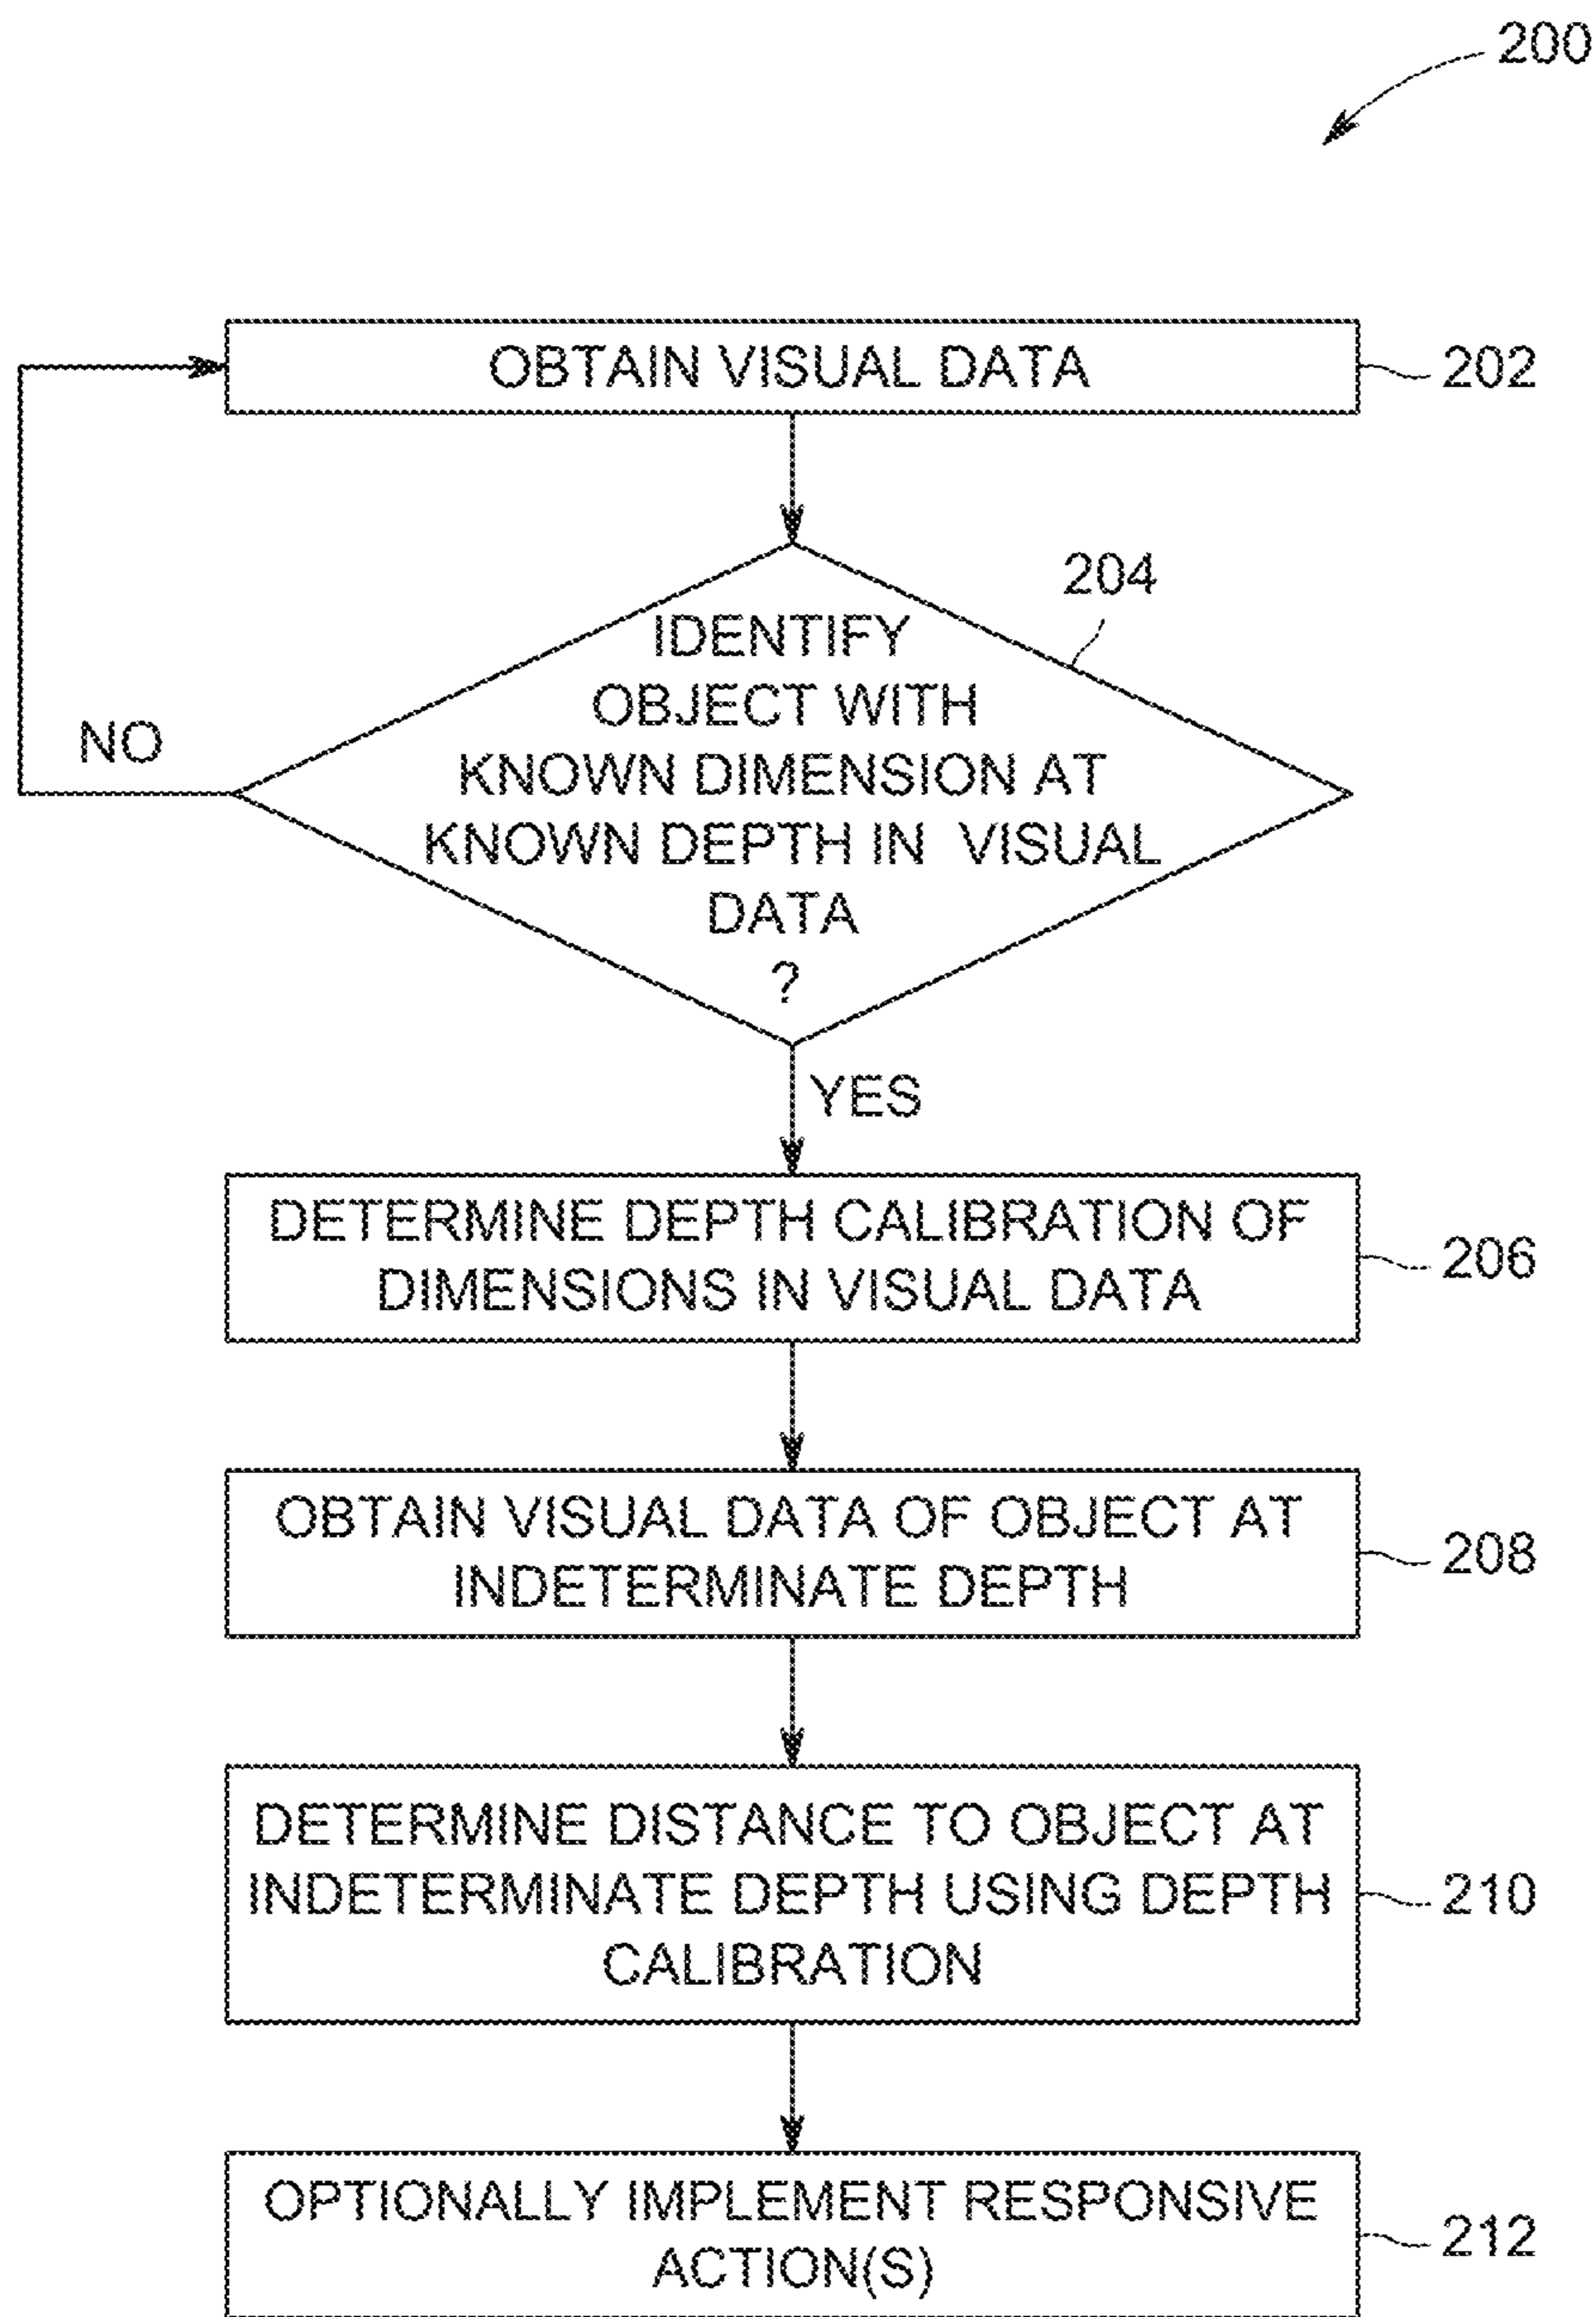 200
OBTAIN VISUAL DATA
202
204
IDENTIFY
OBJECT WITH
KNOWN DIMENSION AT
KNOWN DEPTH IN VISUAL
DATA
?
NO
YES
DETERMINE DEPTH CALIBRATION OF
DIMENSIONS IN VISUAL DATA
206
OBTAIN VISUAL DATA OF OBJECT AT
INDETERMINATE DEPTH
208
DETERMINE DISTANCE TO OBJECT AT
INDETERMINATE DEPTH USING DEPTH
CALIBRATION
210
OPTIONALLY IMPLEMENT RESPONSIVE
ACTION(S)
212